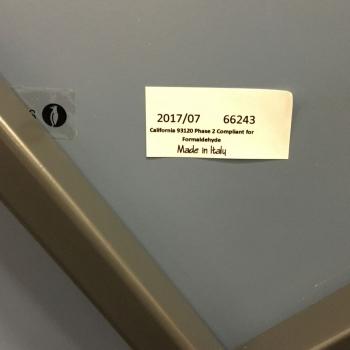 2017/07 66243
California 93120 Phase 2 Compliant for
Formaldehyde
Made in Italy